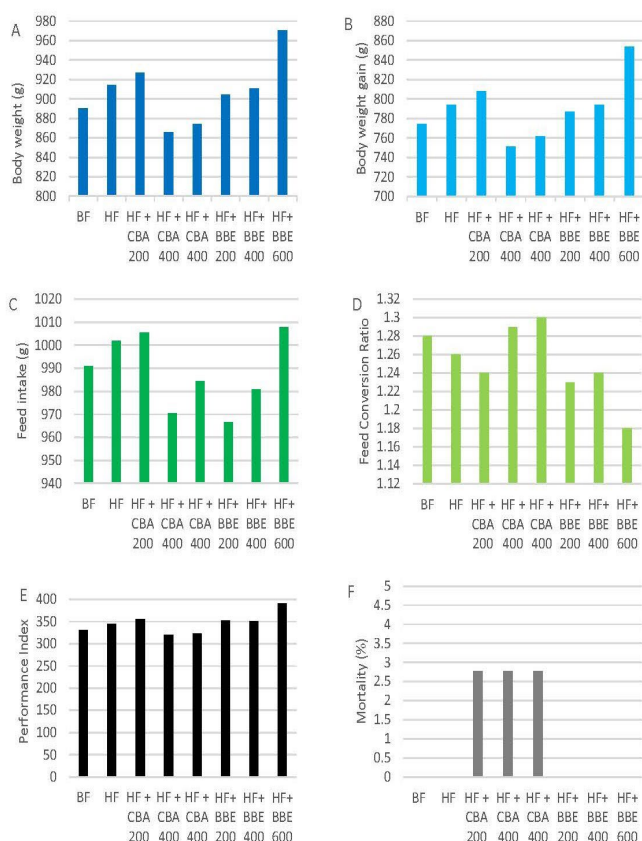 A
Body weight (g)
980
960
940
920
900
880
860
840
820
800
BF HF HF + HF + HF + HF+ HF+ HF+
CBA CBA CBA BBE BBE BBE
200 400 400 200 400 600
B
Body weight gain (g)
880
860
840
820
800
780
760
740
720
700
BF HF HF + HF + HF + HF+ HF+ HF+
CBA CBA CBA BBE BBE BBE
200 400 400 200 400 600
C
Feed intake (g)
1020
1010
1000
990
980
970
960
950
940
BF HF HF + HF + HF + HF+ HF+ HF+
CBA CBA CBA BBE BBE BBE
200 400 400 200 400 600
D
Feed Conversion Ratio
1.32
1.3
1.28
1.26
1.24
1.22
1.2
1.18
1.16
1.14
1.12
BF HF HF + HF + HF + HF+ HF+ HF+
CBA CBA CBA BBE BBE BBE
200 400 400 200 400 600
E
Performance Index
400
350
300
250
200
150
100
50
0
BF HF HF + HF + HF + HF+ HF+ HF+
CBA CBA CBA BBE BBE BBE
200 400 400 200 400 600
F
Mortality (%)
5
4.5
4
3.5
3
2.5
2
1.5
1
0.5
0
BF HF HF + HF + HF + HF+ HF+ HF+
CBA CBA CBA BBE BBE BBE
200 400 400 200 400 600